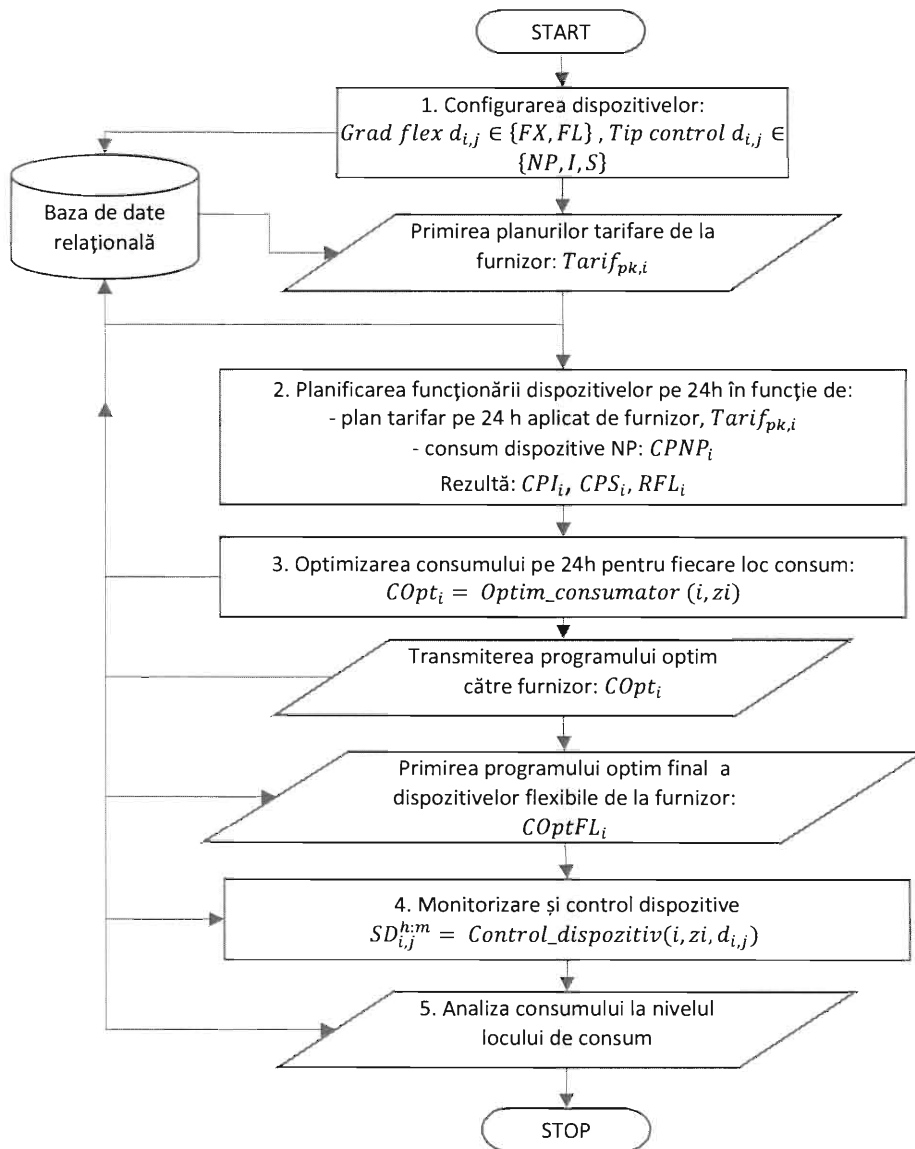 START
1. Configurarea dispozitivelor:
Grad flex d_{i,j} ∈ {FX, FL} , Tip control d_{i,j} ∈
{NP, I, S}
Baza de date
relațională
Primirea planurilor tarifare de la
furnizor: Tarif_{pk,i}
2. Planificarea funcționării dispozitivelor pe 24h în funcție de:
- plan tarifar pe 24 h aplicat de furnizor, Tarif_{pk,i}
- consum dispozitive NP: CPNP_i
Rezultă: CPI_i, CPS_i, RFL_i
3. Optimizarea consumului pe 24h pentru fiecare loc consum:
COpt_i = Optim_consumator (i, zi)
Transmiterea programului optim
către furnizor: COpt_i
Primirea programului optim final a
dispozitivelor flexibile de la furnizor:
COptFL_i
4. Monitorizare și control dispozitive
SD_{i,j}^{h:m} = Control_dispozitiv(i, zi, d_{i,j})
5. Analiza consumului la nivelul
locului de consum
STOP